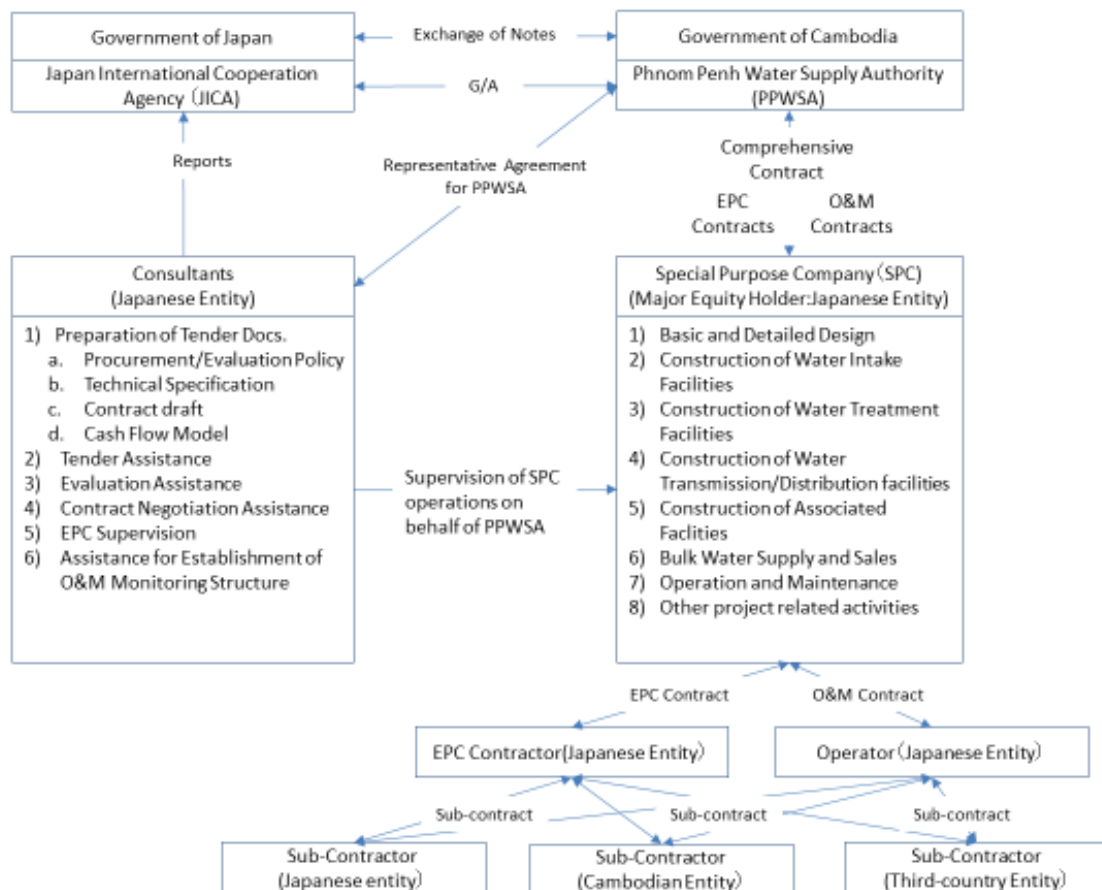 Government of Japan
Exchange of Notes
Government of Cambodia
Japan International Cooperation
Agency (JICA)
G/A
Phnom Penh Water Supply Authority
(PPWSA)
Reports
Representative Agreement
for PPWSA
Comprehensive
Contract
EPC
Contracts
O&M
Contracts
Consultants
(Japanese Entity)
1) Preparation of Tender Docs.
a. Procurement/Evaluation Policy
b. Technical Specification
c. Contract draft
d. Cash Flow Model
2) Tender Assistance
3) Evaluation Assistance
4) Contract Negotiation Assistance
5) EPC Supervision
6) Assistance for Establishment of
O&M Monitoring Structure
Supervision of SPC
operations on
behalf of PPWSA
Special Purpose Company(SPC)
(Major Equity Holder:Japanese Entity)
1) Basic and Detailed Design
2) Construction of Water Intake
Facilities
3) Construction of Water Treatment
Facilities
4) Construction of Water
Transmission/Distribution facilities
5) Construction of Associated
Faclities
6) Bulk Water Supply and Sales
7) Operation and Maintenance
8) Other project related activities
EPC Contract
O&M Contract
EPC Contractor(Japanese Entity)
Operator(Japanese Entity)
Sub-contract
Sub-contract
Sub-contract
Sub-Contractor
(Japanese entity)
Sub-Contractor
(Cambodian Entity)
Sub-Contractor
(Third-country Entity)